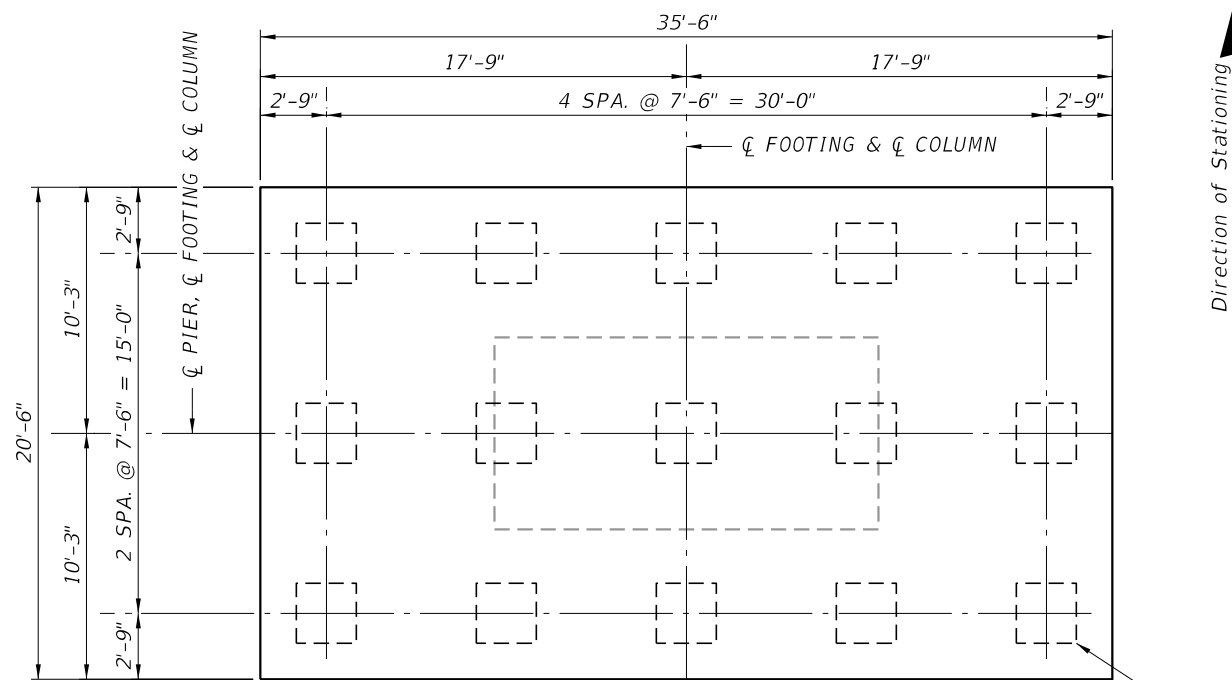 35'-6"
17'-9"
17'-9"
2'-9"
4 SPA. @ 7'-6" = 30'-0"
2'-9"
℄ FOOTING & ℄ COLUMN
℄ PIER, ℄ FOOTING & ℄ COLUMN
Direction of Stationing
2'-9"
10'-3"
2 SPA. @ 7'-6" = 15'-0"
20'-6"
10'-3"
2'-9"